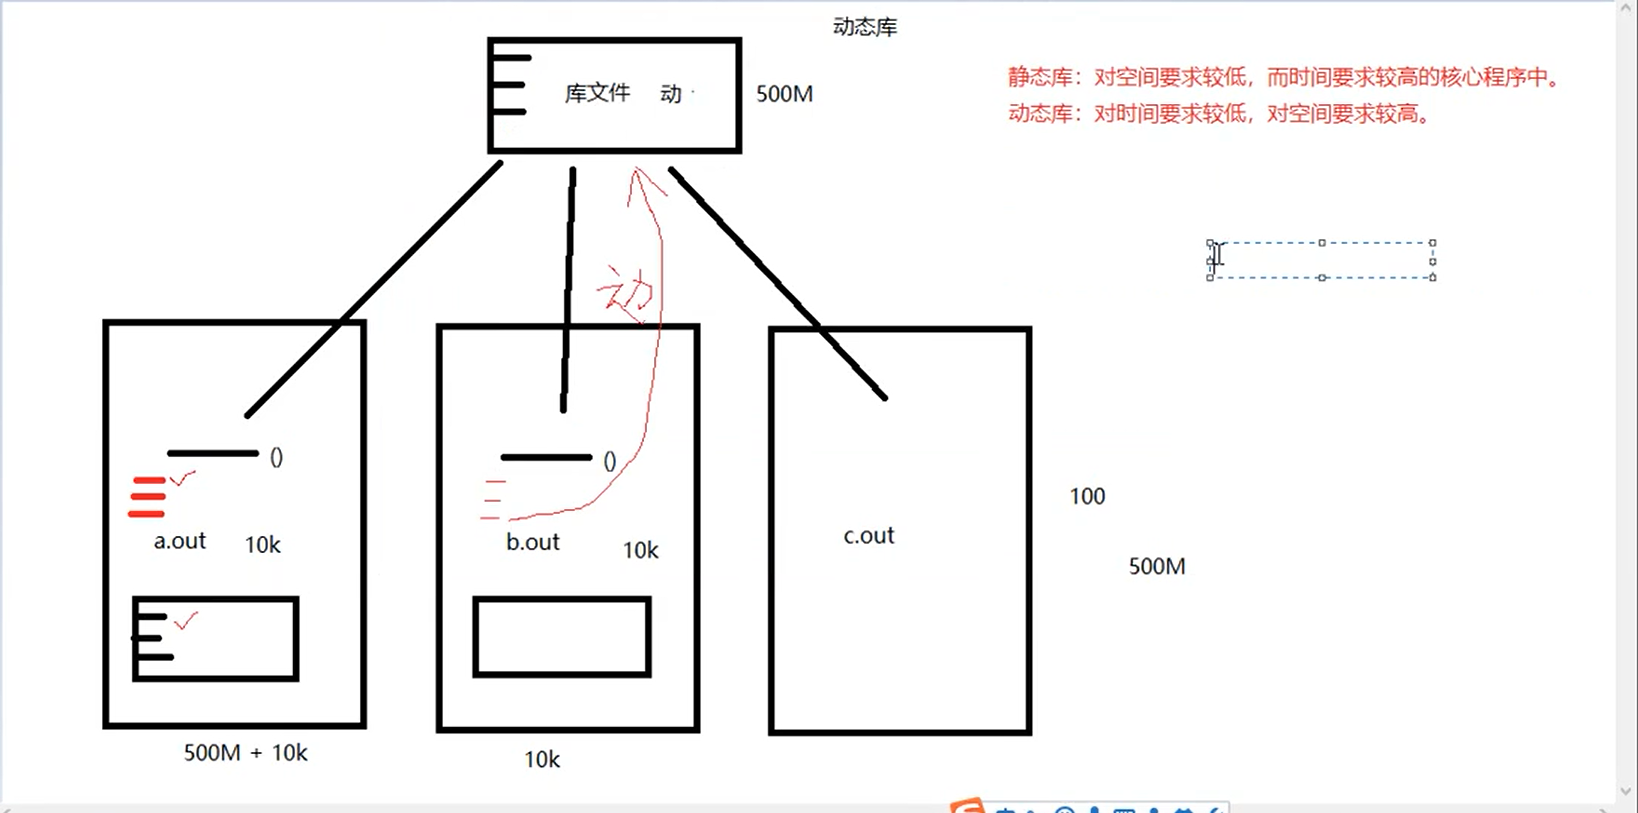 动态库
静态库：对空间要求较低，而时间要求较高的核心程序中。
动态库：对时间要求较低，对空间要求较高。
库文件 动
500M
动
()
()
a.out 10k
b.out 10k
c.out
100
500M
500M + 10k
10k